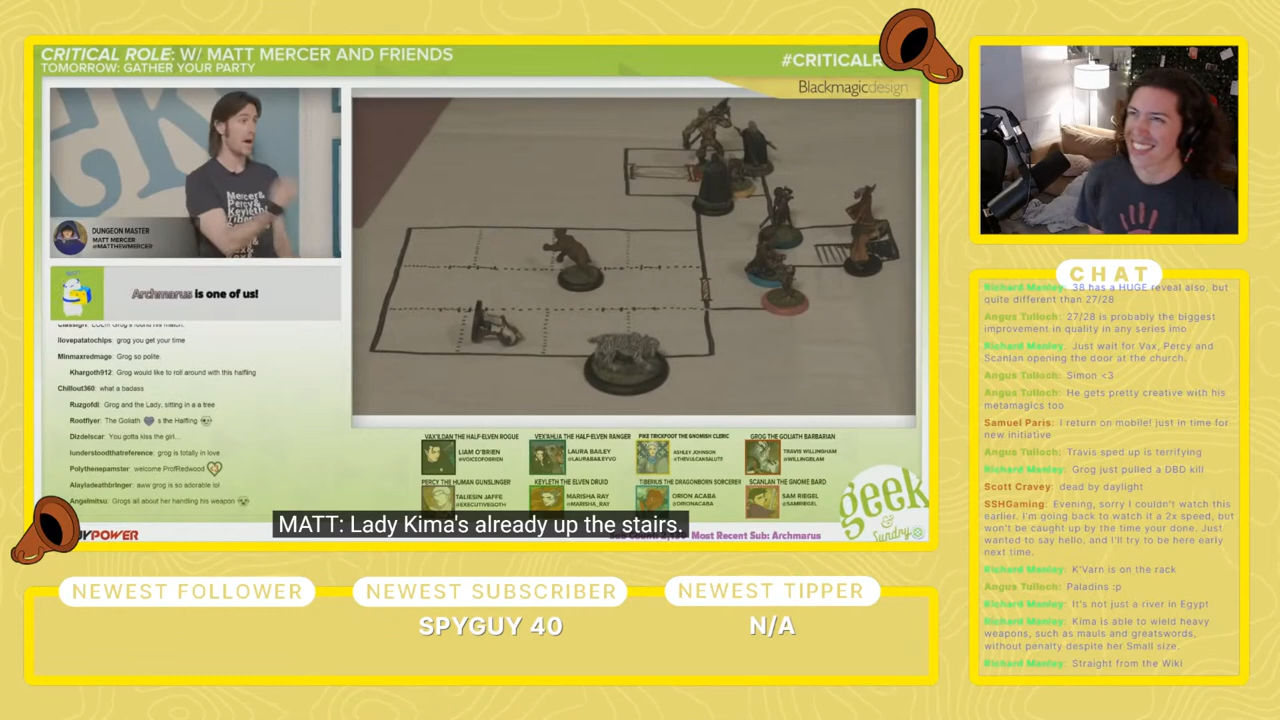 CRITICAL ROLE: W/ MATT MERCER AND FRIENDS
TOMORROW: GATHER YOUR PARTY
#CRITICALR
Blackmagicdesign
Mercer&
Percy&
Keyleth&
DUNGEON MASTER
MATT MERCER
@MATTHEWMERCER
Archmarus is one of us!
Ilovepatatochips: grog you get your time
Minmaxredmage: Grog so polite.
Khargoth912: Grog would like to roll around with this halfling
Chillout360: what a badass
Ruzgofdl: Grog and the Lady, sitting in a a tree
Rootflyer: The Goliath s the Halfling
Dizdelscar: You gotta kiss the girl...
Iunderstoodthatreference: grog is totally in love
Polythenepamster: welcome ProfRedwood
Alayladeathbringer: aww grog is so adorable lol
Angelmitsu: Grogs all about her handling his weapon
VAX'ILDAN THE HALF-ELVEN ROGUE
LIAM O'BRIEN
@VOICEOFOBRIEN
VEX'AHLIA THE HALF-ELVEN RANGER
LAURA BAILEY
@LAURABAILEYVO
PIKE TRICKFOOT THE GNOMISH CLERIC
ASHLEY JOHNSON
@THEVULCANSALUTE
GROG THE GOLIATH BARBARIAN
TRAVIS WILLINGHAM
@WILLINGBLAM
PERCY THE HUMAN GUNSLINGER
TALIESIN JAFFE
@EXECUTIVEGOTH
KEYLETH THE ELVEN DRUID
MARISHA RAY
@MARISHA_RAY
TIBERIUS THE DRAGONBORN SORCERER
ORION ACABA
@ORIONACABA
SCANLAN THE GNOME BARD
SAM RIEGEL
@SAMRIEGEL
geek
& Sundry
YPOWER
MATT: Lady Kima's already up the stairs.
Most Recent Sub: Archmarus
NEWEST FOLLOWER
NEWEST SUBSCRIBER
SPYGUY 40
NEWEST TIPPER
N/A
CHAT
Richard Manley: 38 has a HUGE reveal also, but
quite different than 27/28
Angus Tulloch: 27/28 is probably the biggest
improvement in quality in any series imo
Richard Manley: Just wait for Vax, Percy and
Scanlan opening the door at the church.
Angus Tulloch: Simon <3
Angus Tulloch: He gets pretty creative with his
metamagics too
Samuel Paris: I return on mobile! just in time for
new initiative
Angus Tulloch: Travis sped up is terrifying
Richard Manley: Grog just pulled a DBD kill
Scott Cravey: dead by daylight
SSHGaming: Evening, sorry I couldn't watch this
earlier. I'm going back to watch it a 2x speed, but
won't be caught up by the time your done. Just
wanted to say hello, and I'll try to be here early
next time.
Richard Manley: K'Varn is on the rack
Angus Tulloch: Paladins :p
Richard Manley: It's not just a river in Egypt
Richard Manley: Kima is able to wield heavy
weapons, such as mauls and greatswords,
without penalty despite her Small size.
Richard Manley: Straight from the Wiki